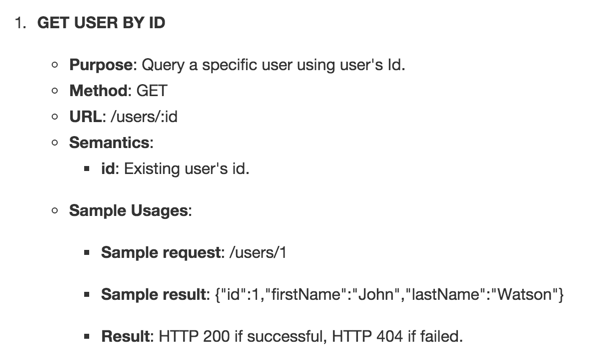 1. GET USER BY ID
Purpose: Query a specific user using user's Id.
Method: GET
URL: /users/:id
Semantics:
id: Existing user's id.
Sample Usages:
Sample request: /users/1
Sample result: {"id":1,"firstName":"John","lastName":"Watson"}
Result: HTTP 200 if successful, HTTP 404 if failed.